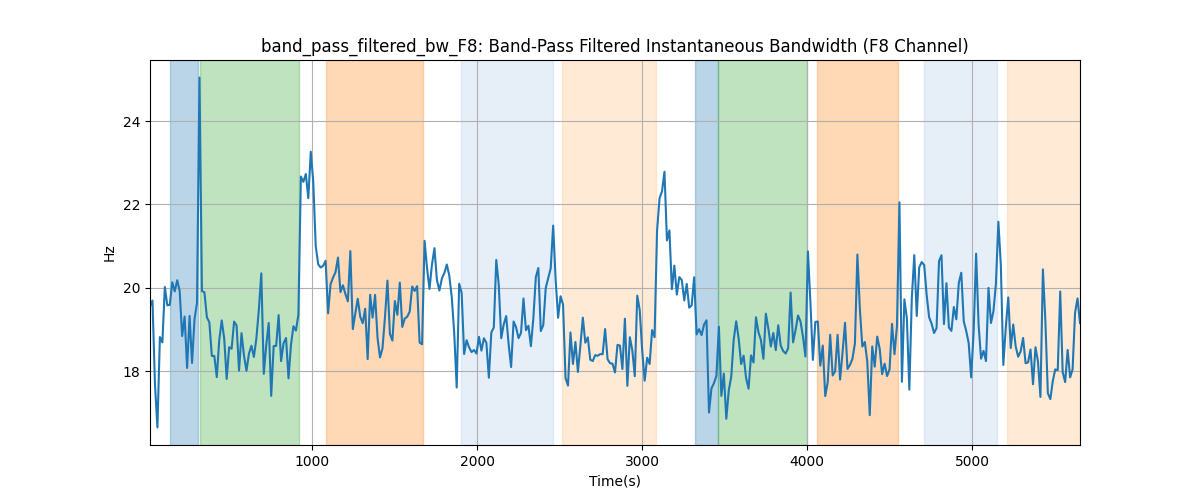 band_pass_filtered_bw_F8: Band-Pass Filtered Instantaneous Bandwidth (F8 Channel)
24
22
20
18
Hz
1000 2000 3000 4000 5000
Time(s)